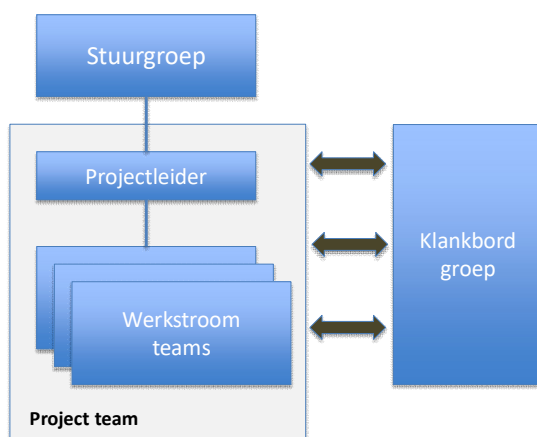 Stuurgroep
Projectleider
Werkstroom
teams
Project team
Klankbord
groep